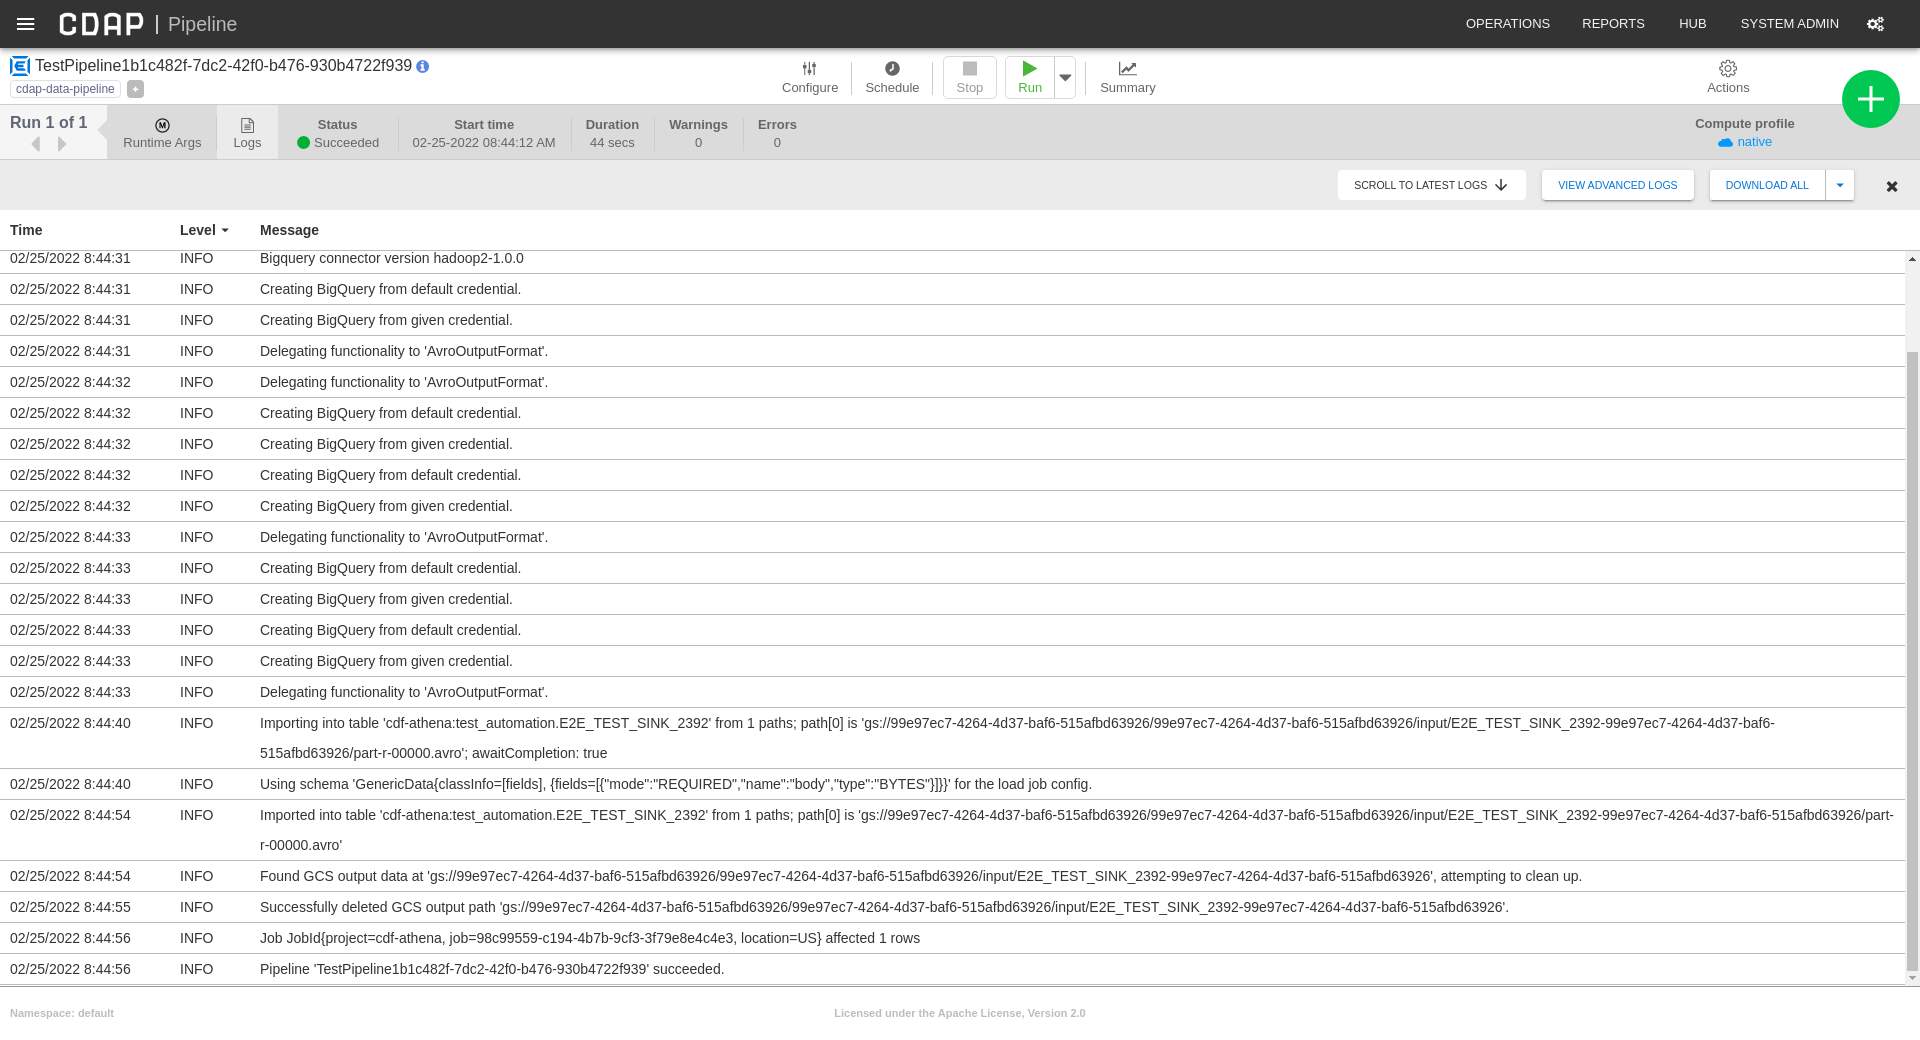 CDAP | Pipeline
OPERATIONS REPORTS HUB SYSTEM ADMIN
TestPipeline1b1c482f-7dc2-42f0-b476-930b4722f939
cdap-data-pipeline +
Configure Schedule Stop Run Summary Actions
Run 1 of 1
Runtime Args
Logs
Status
Succeeded
Start time
02-25-2022 08:44:12 AM
Duration
44 secs
Warnings
0
Errors
0
Compute profile
native
SCROLL TO LATEST LOGS VIEW ADVANCED LOGS DOWNLOAD ALL
Time Level Message
02/25/2022 8:44:31 INFO Bigquery connector version hadoop2-1.0.0
02/25/2022 8:44:31 INFO Creating BigQuery from default credential.
02/25/2022 8:44:31 INFO Creating BigQuery from given credential.
02/25/2022 8:44:31 INFO Delegating functionality to 'AvroOutputFormat'.
02/25/2022 8:44:32 INFO Delegating functionality to 'AvroOutputFormat'.
02/25/2022 8:44:32 INFO Creating BigQuery from default credential.
02/25/2022 8:44:32 INFO Creating BigQuery from given credential.
02/25/2022 8:44:32 INFO Creating BigQuery from default credential.
02/25/2022 8:44:32 INFO Creating BigQuery from given credential.
02/25/2022 8:44:33 INFO Delegating functionality to 'AvroOutputFormat'.
02/25/2022 8:44:33 INFO Creating BigQuery from default credential.
02/25/2022 8:44:33 INFO Creating BigQuery from given credential.
02/25/2022 8:44:33 INFO Creating BigQuery from default credential.
02/25/2022 8:44:33 INFO Creating BigQuery from given credential.
02/25/2022 8:44:33 INFO Delegating functionality to 'AvroOutputFormat'.
02/25/2022 8:44:40 INFO Importing into table 'cdf-athena:test_automation.E2E_TEST_SINK_2392' from 1 paths; path[0] is 'gs://99e97ec7-4264-4d37-baf6-515afbd63926/99e97ec7-4264-4d37-baf6-515afbd63926/input/E2E_TEST_SINK_2392-99e97ec7-4264-4d37-baf6-
515afbd63926/part-r-00000.avro'; awaitCompletion: true
02/25/2022 8:44:40 INFO Using schema 'GenericData{classInfo=[fields], {fields=[{"mode":"REQUIRED","name":"body","type":"BYTES"}]}}' for the load job config.
02/25/2022 8:44:54 INFO Imported into table 'cdf-athena:test_automation.E2E_TEST_SINK_2392' from 1 paths; path[0] is 'gs://99e97ec7-4264-4d37-baf6-515afbd63926/99e97ec7-4264-4d37-baf6-515afbd63926/input/E2E_TEST_SINK_2392-99e97ec7-4264-4d37-baf6-515afbd63926/part-
r-00000.avro'
02/25/2022 8:44:54 INFO Found GCS output data at 'gs://99e97ec7-4264-4d37-baf6-515afbd63926/99e97ec7-4264-4d37-baf6-515afbd63926/input/E2E_TEST_SINK_2392-99e97ec7-4264-4d37-baf6-515afbd63926', attempting to clean up.
02/25/2022 8:44:55 INFO Successfully deleted GCS output path 'gs://99e97ec7-4264-4d37-baf6-515afbd63926/99e97ec7-4264-4d37-baf6-515afbd63926/input/E2E_TEST_SINK_2392-99e97ec7-4264-4d37-baf6-515afbd63926'.
02/25/2022 8:44:56 INFO Job JobId{project=cdf-athena, job=98c99559-c194-4b7b-9cf3-3f79e8e4c4e3, location=US} affected 1 rows
02/25/2022 8:44:56 INFO Pipeline 'TestPipeline1b1c482f-7dc2-42f0-b476-930b4722f939' succeeded.
Namespace: default Licensed under the Apache License, Version 2.0